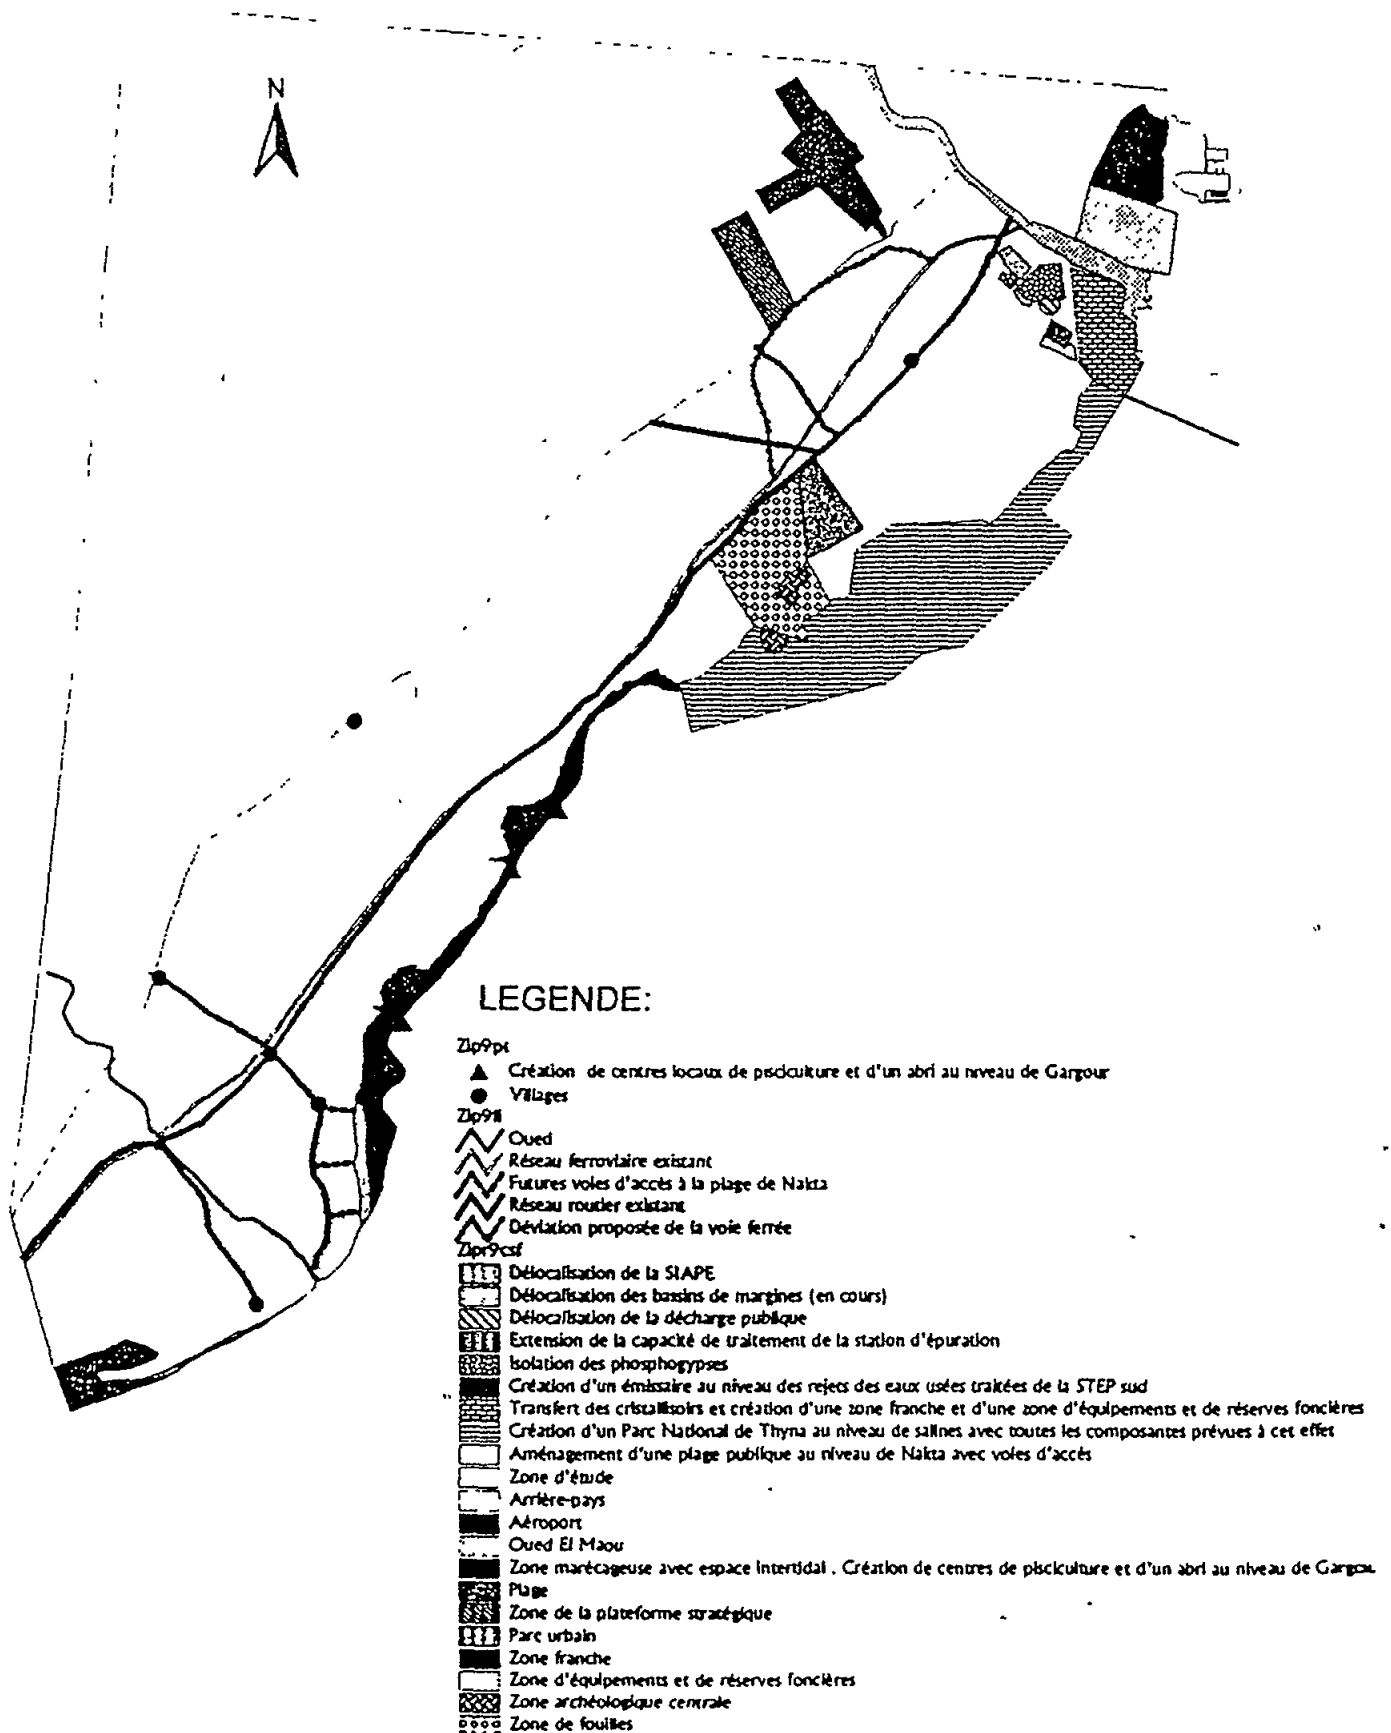 N
LEGENDE:
Zip9pt
Création de centres locaux de pisciculture et d'un abri au niveau de Gargour
Villages
Zip9li
Oued
Réseau ferroviaire existant
Futures voies d'accès à la plage de Nakta
Réseau routier existant
Déviation proposée de la voie ferrée
Zipr9csf
Délocalisation de la SIAPE
Délocalisation des bassins de margines (en cours)
Délocalisation de la décharge publique
Extension de la capacité de traitement de la station d'épuration
Isolation des phosphogypses
Création d'un émissaire au niveau des rejets des eaux usées traitées de la STEP sud
Transfert des cristallisoirs et création d'une zone franche et d'une zone d'équipements et de réserves foncières
Création d'un Parc National de Thyna au niveau de salines avec toutes les composantes prévues à cet effet
Aménagement d'une plage publique au niveau de Nakta avec voies d'accès
Zone d'étude
Arrière-pays
Aéroport
Oued El Maou
Zone marécageuse avec espace intertidal . Création de centres de pisciculture et d'un abri au niveau de Gargour
Plage
Zone de la plateforme stratégique
Parc urbain
Zone franche
Zone d'équipements et de réserves foncières
Zone archéologique centrale
Zone de fouilles